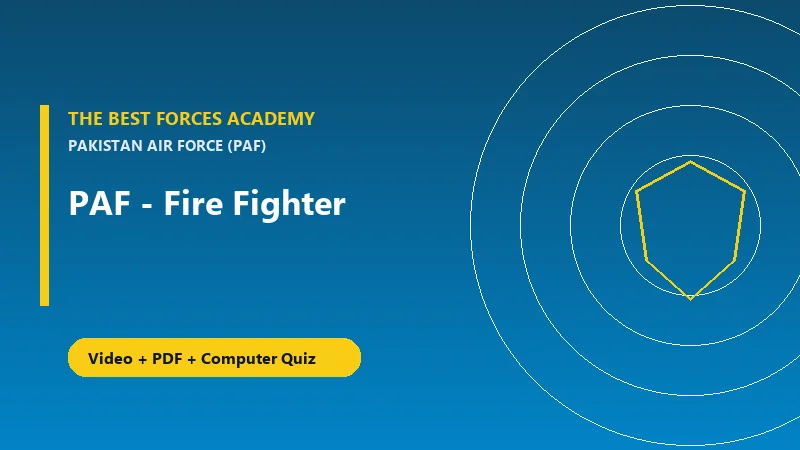 THE BEST FORCES ACADEMY
PAKISTAN AIR FORCE (PAF)
PAF - Fire Fighter
Video + PDF + Computer Quiz